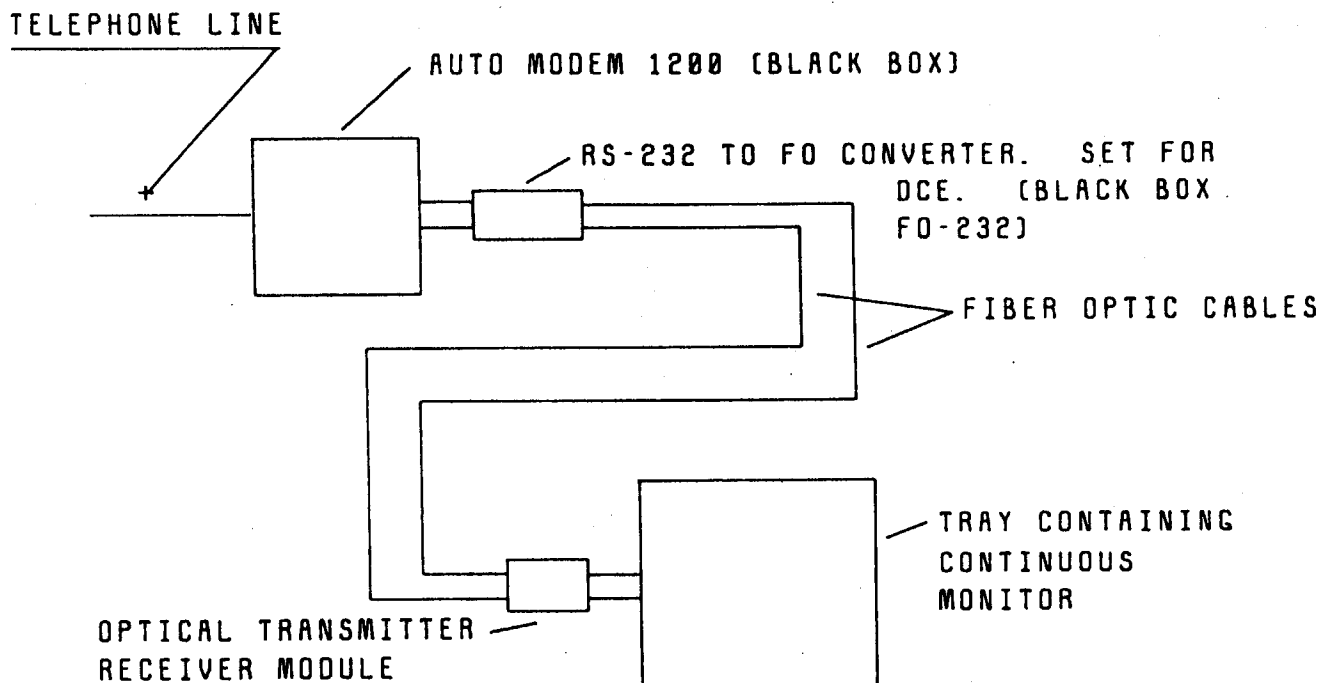 TELEPHONE LINE
AUTO MODEM 1200 (BLACK BOX)
RS-232 TO FO CONVERTER. SET FOR
DCE. (BLACK BOX
FO-232)
FIBER OPTIC CABLES
TRAY CONTAINING
CONTINUOUS
MONITOR
OPTICAL TRANSMITTER
RECEIVER MODULE